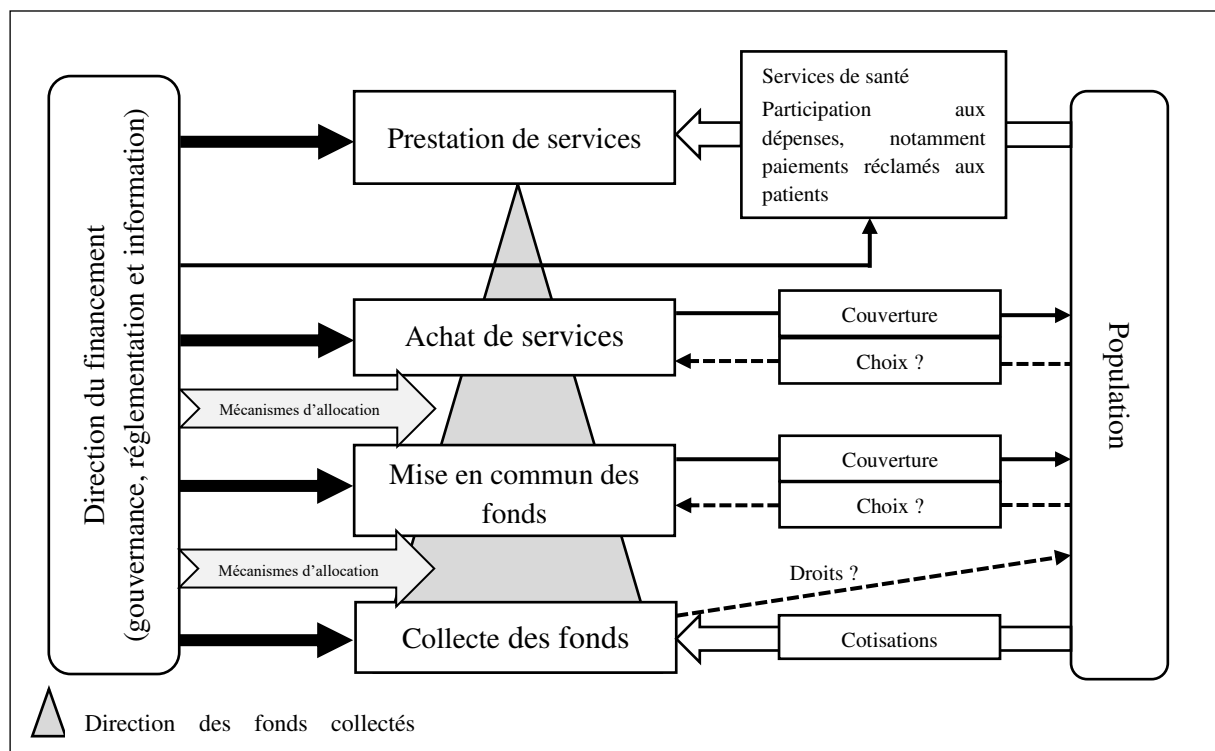 Direction du financement
(gouvernance, réglementation et information)
Prestation de services
Services de santé
Participation aux
dépenses, notamment
paiements réclamés aux
patients
Achat de services
Couverture
Choix ?
Mécanismes d’allocation
Mise en commun des
fonds
Couverture
Choix ?
Mécanismes d’allocation
Droits ?
Collecte des fonds
Cotisations
Population
Direction des fonds collectés